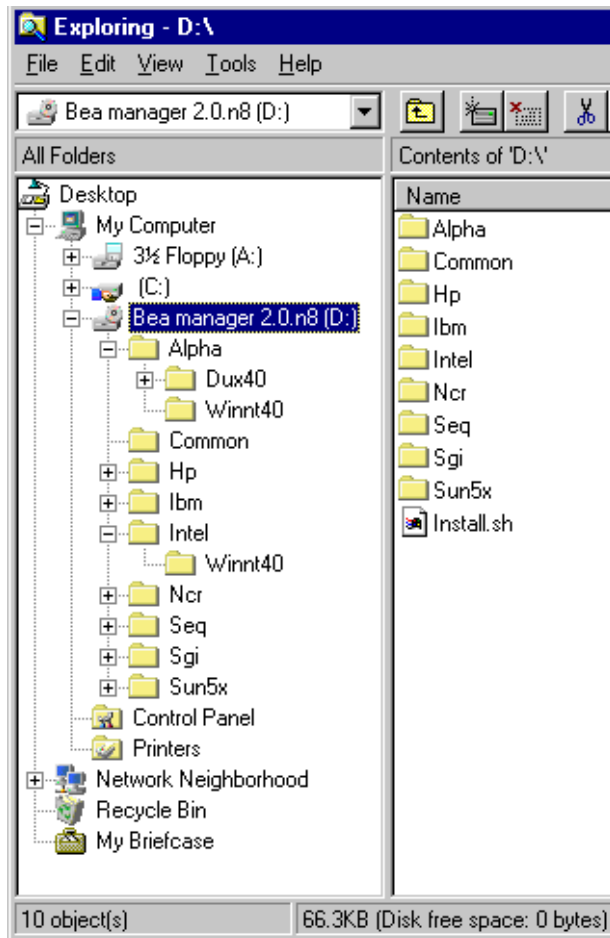 Exploring - D:\
File Edit View Tools Help
Bea manager 2.0.n8 (D:)
All Folders
Contents of 'D:\'
Desktop
My Computer
3½ Floppy (A:)
(C:)
Bea manager 2.0.n8 (D:)
Alpha
Dux40
Winnt40
Common
Hp
Ibm
Intel
Winnt40
Ncr
Seq
Sgi
Sun5x
Control Panel
Printers
Network Neighborhood
Recycle Bin
My Briefcase
Name
Alpha
Common
Hp
Ibm
Intel
Ncr
Seq
Sgi
Sun5x
Install.sh
10 object(s)
66.3KB (Disk free space: 0 bytes)